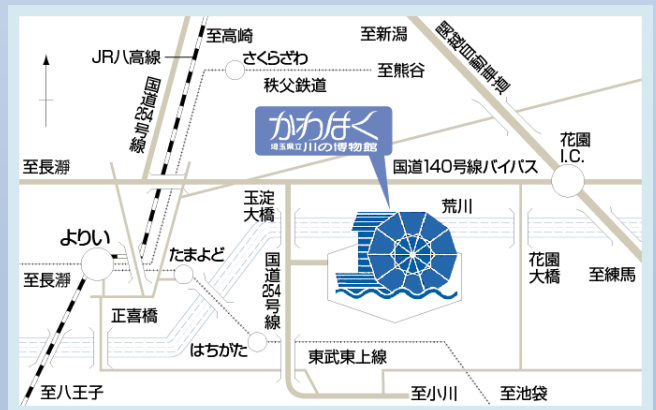 至高崎
至新潟
JR八高線
さくらざわ
至熊谷
秩父鉄道
関越自動車道
国道254号線
かわはく
埼玉県立川の博物館
花園
I.C.
至長瀞
国道140号線バイパス
玉淀
大橋
荒川
よりい
たまよど
国道254号線
花園
大橋
至長瀞
至練馬
正喜橋
はちがた
東武東上線
至八王子
至小川
至池袋